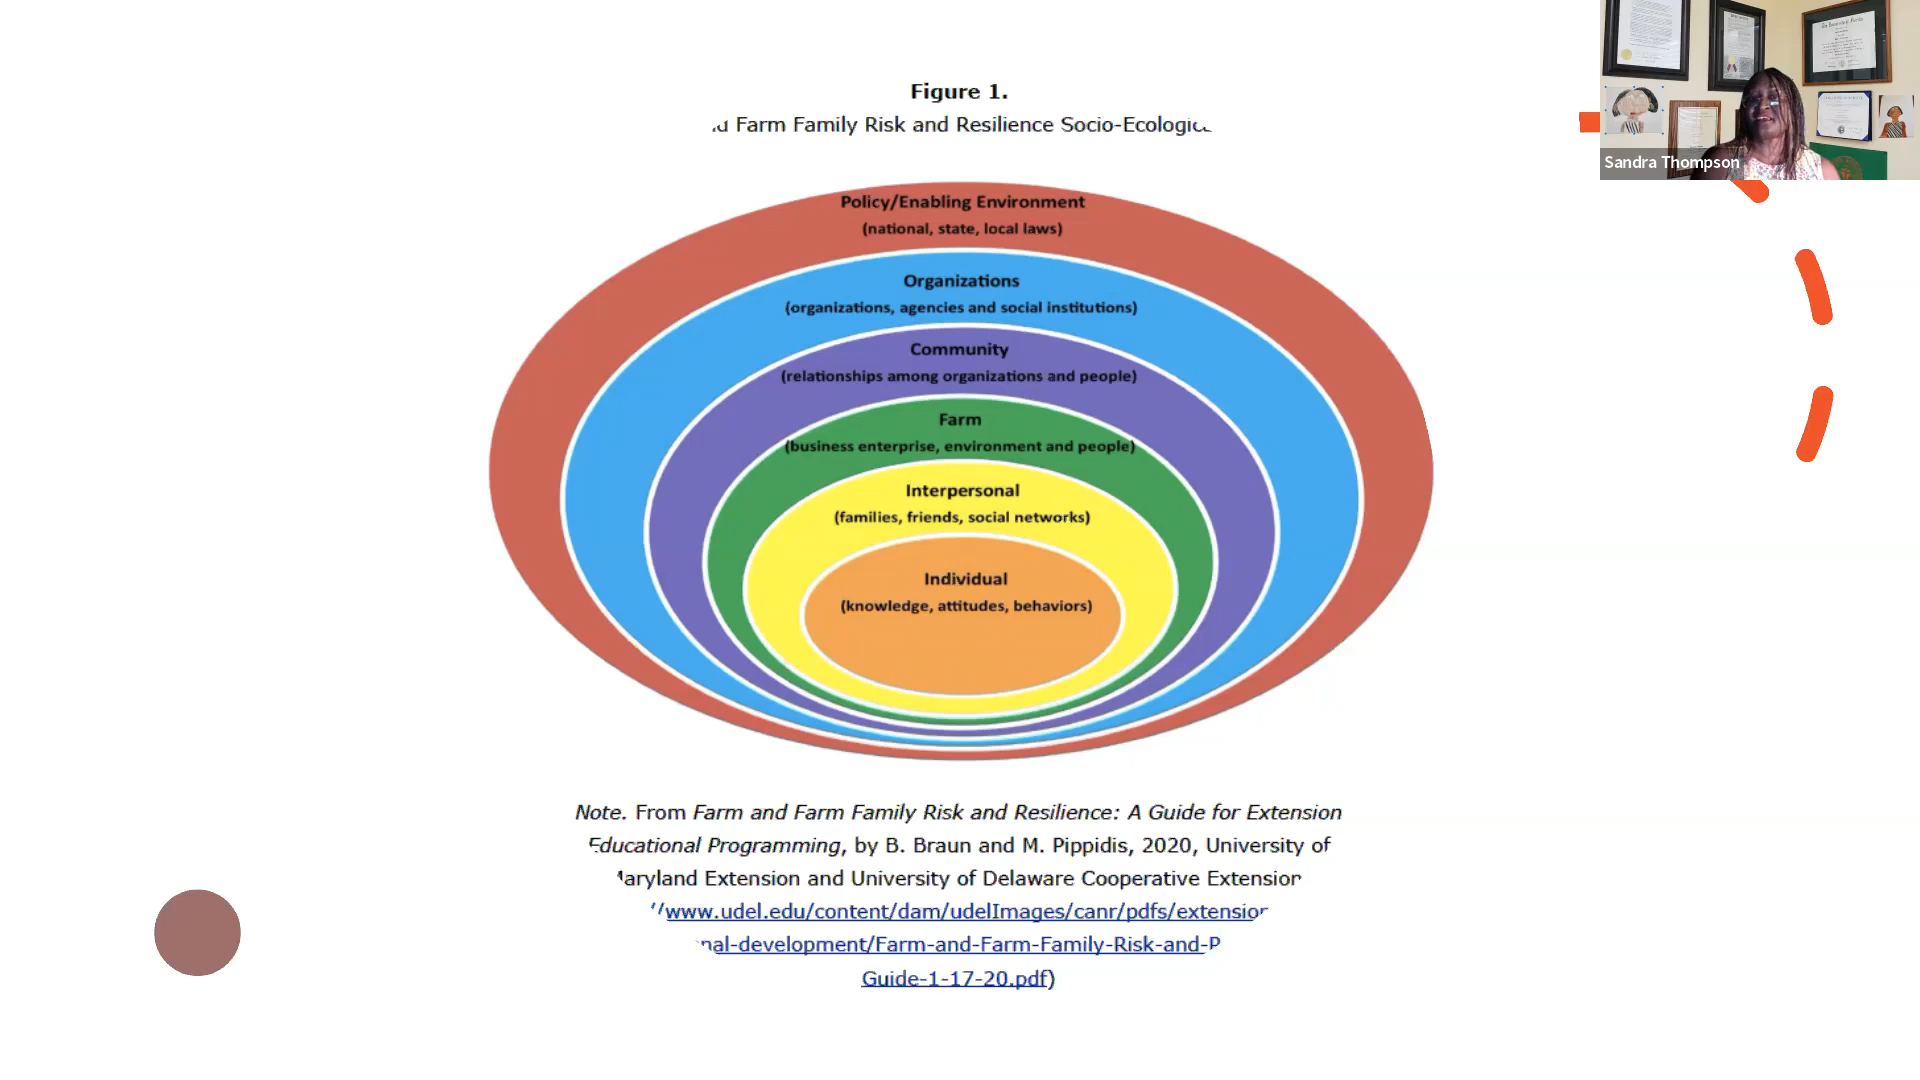 Figure 1.
Farm Family Risk and Resilience
Policy/Enabling Environment
(national, state, local laws)
Organizations
(organizations, agencies and social institutions)
Community
(relationships among organizations and people)
Farm
(business enterprise, environment and people)
Interpersonal
(families, friends, social networks)
Individual
(knowledge, attitudes, behaviors)
Note. From Farm and Farm Family Risk and Resilience: A Guide for Extension
Educational Programming, by B. Braun and M. Pippidis, 2020, University of
Extension and University of Delaware Cooperative Extension
//www.udel.edu/content/dam/udelImages/canr/pdfs/extension
nal-development/Farm-and-Farm-Family-Risk-and-
Guide-1-17-20.pdf)
Sandra Thompson